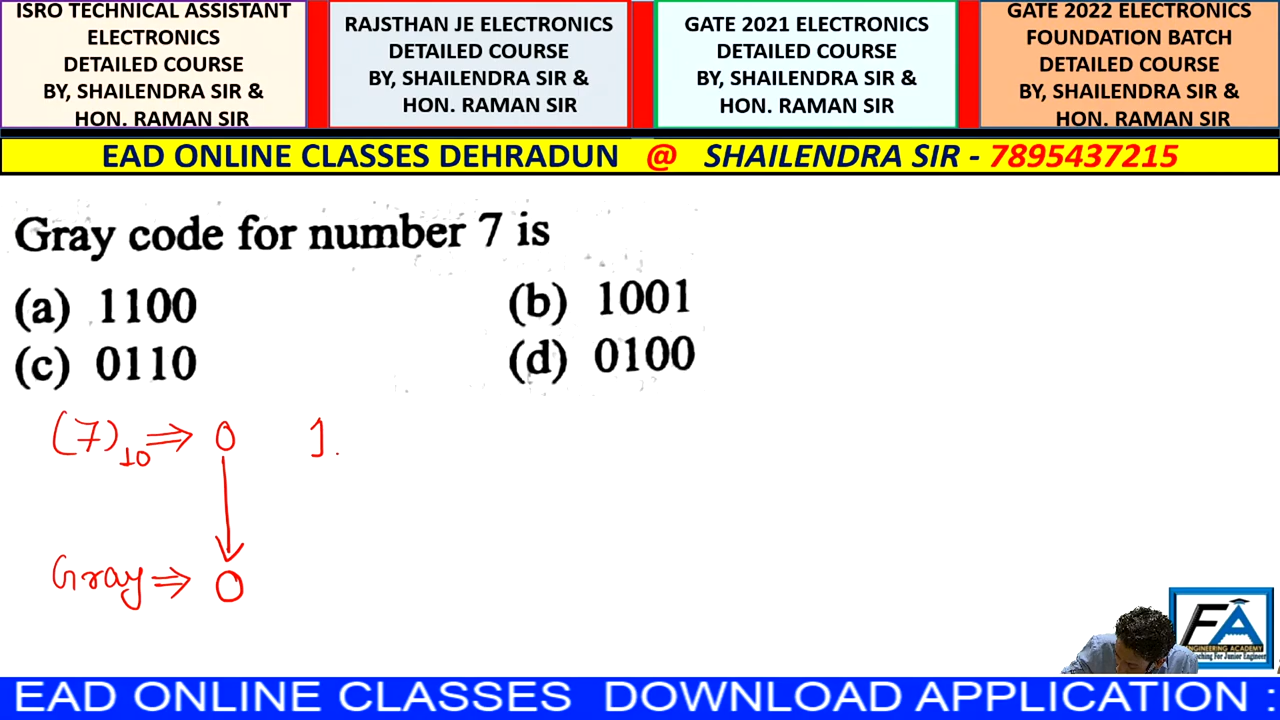 ISRO TECHNICAL ASSISTANT
ELECTRONICS
DETAILED COURSE
BY, SHAILENDRA SIR &
HON. RAMAN SIR
RAJSTHAN JE ELECTRONICS
DETAILED COURSE
BY, SHAILENDRA SIR &
HON. RAMAN SIR
GATE 2021 ELECTRONICS
DETAILED COURSE
BY, SHAILENDRA SIR &
HON. RAMAN SIR
GATE 2022 ELECTRONICS
FOUNDATION BATCH
DETAILED COURSE
BY, SHAILENDRA SIR &
HON. RAMAN SIR
EAD ONLINE CLASSES DEHRADUN @ SHAILENDRA SIR - 7895437215
Gray code for number 7 is
(a) 1100 (b) 1001
(c) 0110 (d) 0100
(7)10 ⇒ 0 1
Gray ⇒ 0
EA
ENGINEERING ACADEMY
EAD ONLINE CLASSES DOWNLOAD APPLICATION :